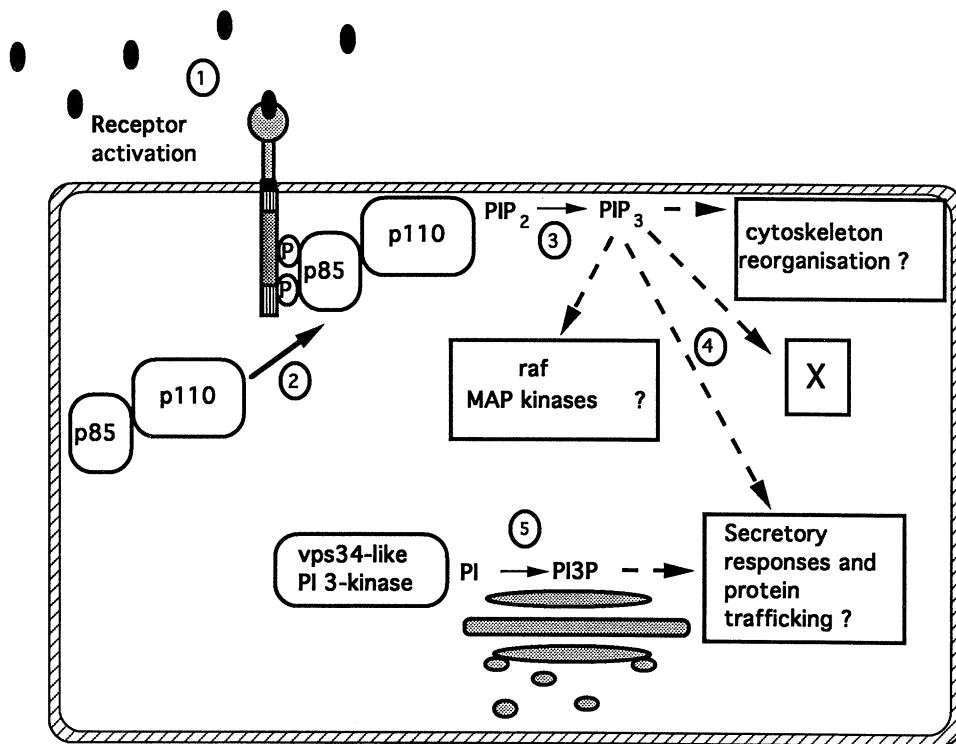 1
Receptor
activation
P
P
p85
p110
PIP2
3
PIP3
cytoskeleton
reorganisation ?
2
p85
p110
raf
MAP kinases ?
4
X
5
vps34-like
PI 3-kinase
PI
PI3P
Secretory
responses and
protein
trafficking ?